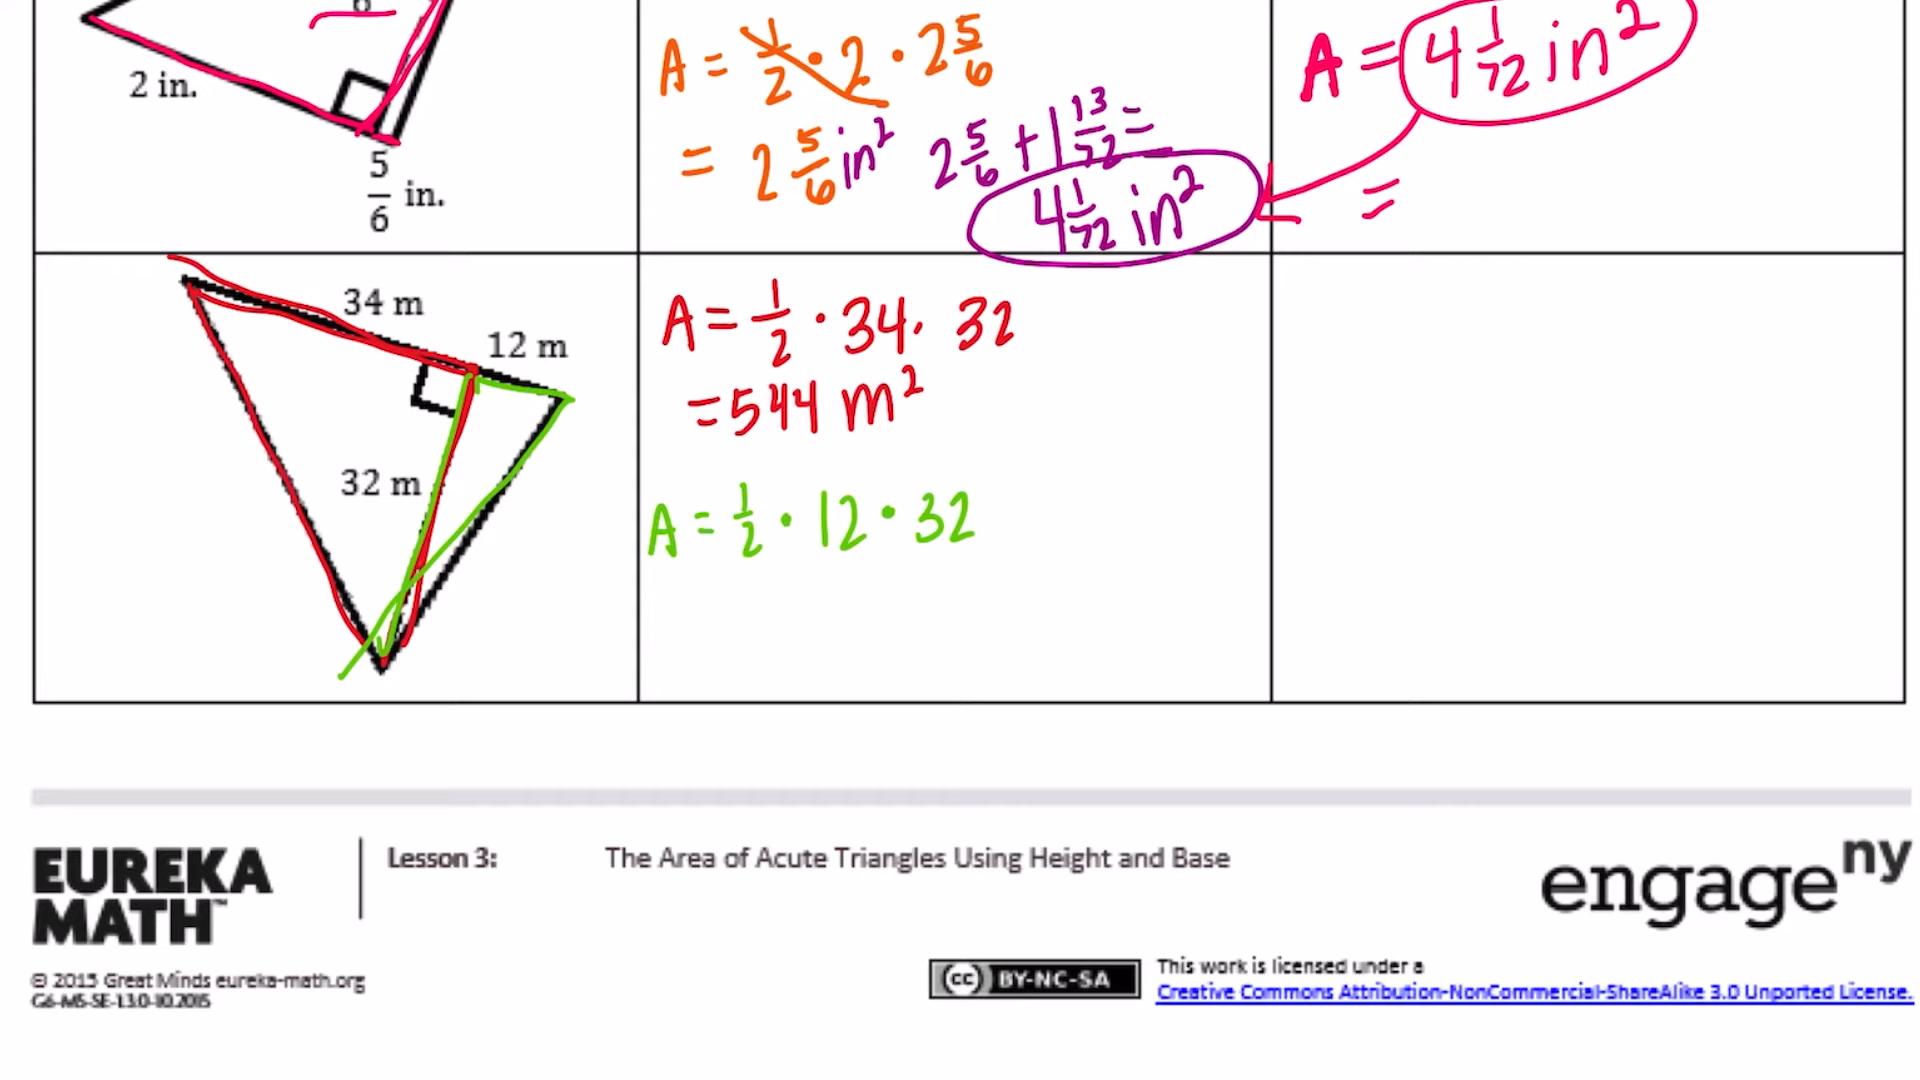 2 in.
5/6 in.
A = 1/2 · 2 · 2 5/6
= 2 5/6 in²
2 5/6 + 1 13/72 =
4 1/72 in²
A = 4 1/72 in²
=
34 m
12 m
32 m
A = 1/2 · 34 · 32
= 544 m²
A = 1/2 · 12 · 32
EUREKA
MATH™
Lesson 3:
The Area of Acute Triangles Using Height and Base
engageny
© 2015 Great Minds eureka-math.org
G6-M5-SE-1.3.0-10.2015
cc BY-NC-SA
This work is licensed under a
Creative Commons Attribution-NonCommercial-ShareAlike 3.0 Unported License.